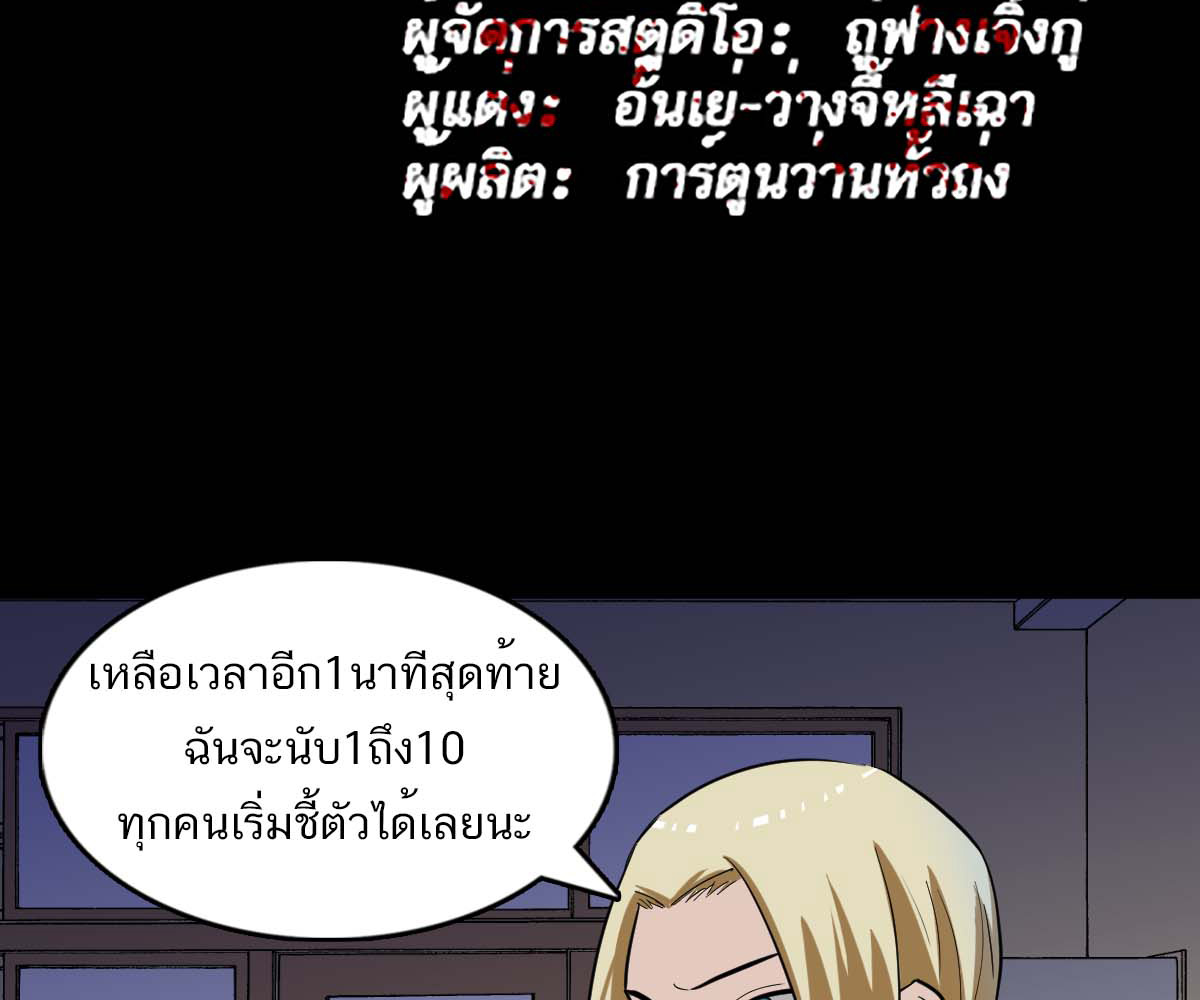 ผู้จัดการสตูดิโอ: ถูฟางเจิงกู่
ผู้แต่ง: อันเย่-ว่างจี้หลีเฉา
ผู้ผลิต: การ์ตูนว่านทั้วถ่ง
เหลือเวลาอีก1นาทีสุดท้าย
ฉันจะนับ1ถึง10
ทุกคนเริ่มชี้ตัวได้เลยนะ